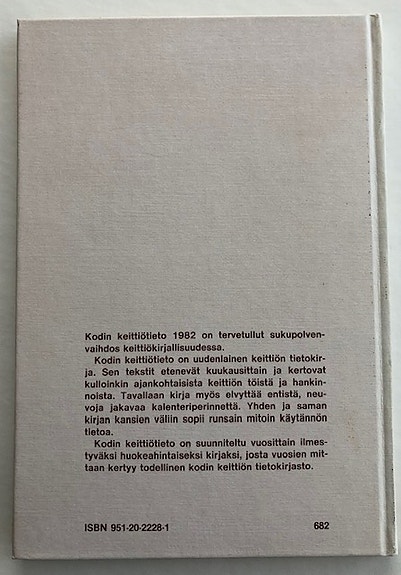 Kodin keittiötieto 1982 on tervetullut sukupolven-
vaihdos keittiökirjallisuudessa.
Kodin keittiötieto on uudenlainen keittiön tietokir-
ja. Sen tekstit etenevät kuukausittain ja kertovat
kulloinkin ajankohtaisista keittiön töistä ja hankin-
noista. Tavallaan kirja myös elvyttää entistä, neu-
voja jakavaa kalenteriperinnettä. Yhden ja saman
kirjan kansien väliin sopii runsain mitoin käytännön
tietoa.
Kodin keittiötieto on suunniteltu vuosittain ilmes-
tyväksi huokeahintaiseksi kirjaksi, josta vuosien mit-
taan kertyy todellinen kodin keittiön tietokirjasto.
ISBN 951-20-2228-1 682